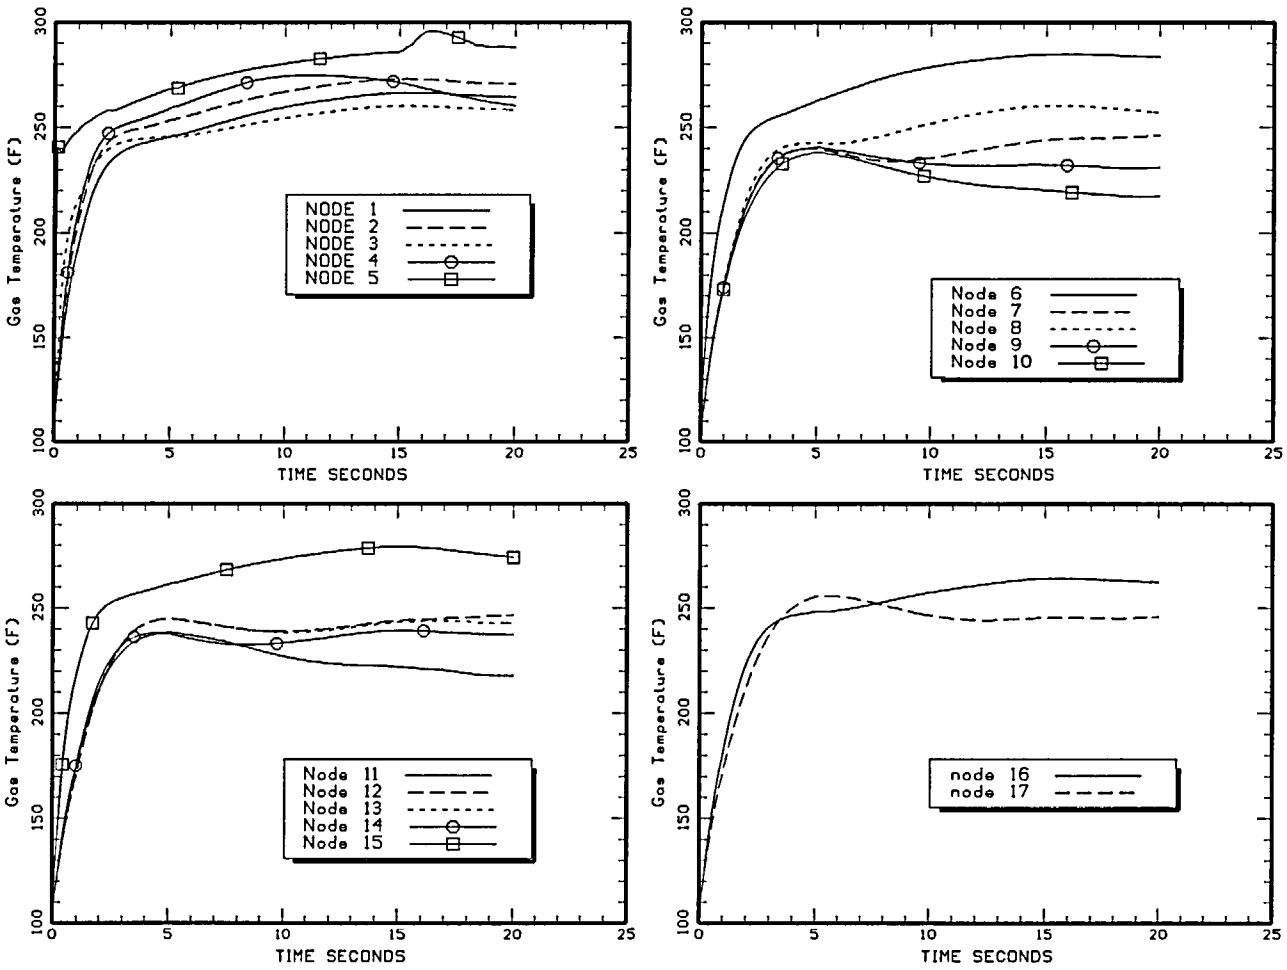 300
250
200
150
100
Gas Temperature (F)
NODE 1
NODE 2
NODE 3
NODE 4
NODE 5
0 5 10 15 20 25
TIME SECONDS
300
250
200
150
100
Gas Temperature (F)
Node 6
Node 7
Node 8
Node 9
Node 10
0 5 10 15 20 25
TIME SECONDS
300
250
200
150
100
Gas Temperature (F)
Node 11
Node 12
Node 13
Node 14
Node 15
0 5 10 15 20 25
TIME SECONDS
300
250
200
150
100
Gas Temperature (F)
node 16
node 17
0 5 10 15 20 25
TIME SECONDS